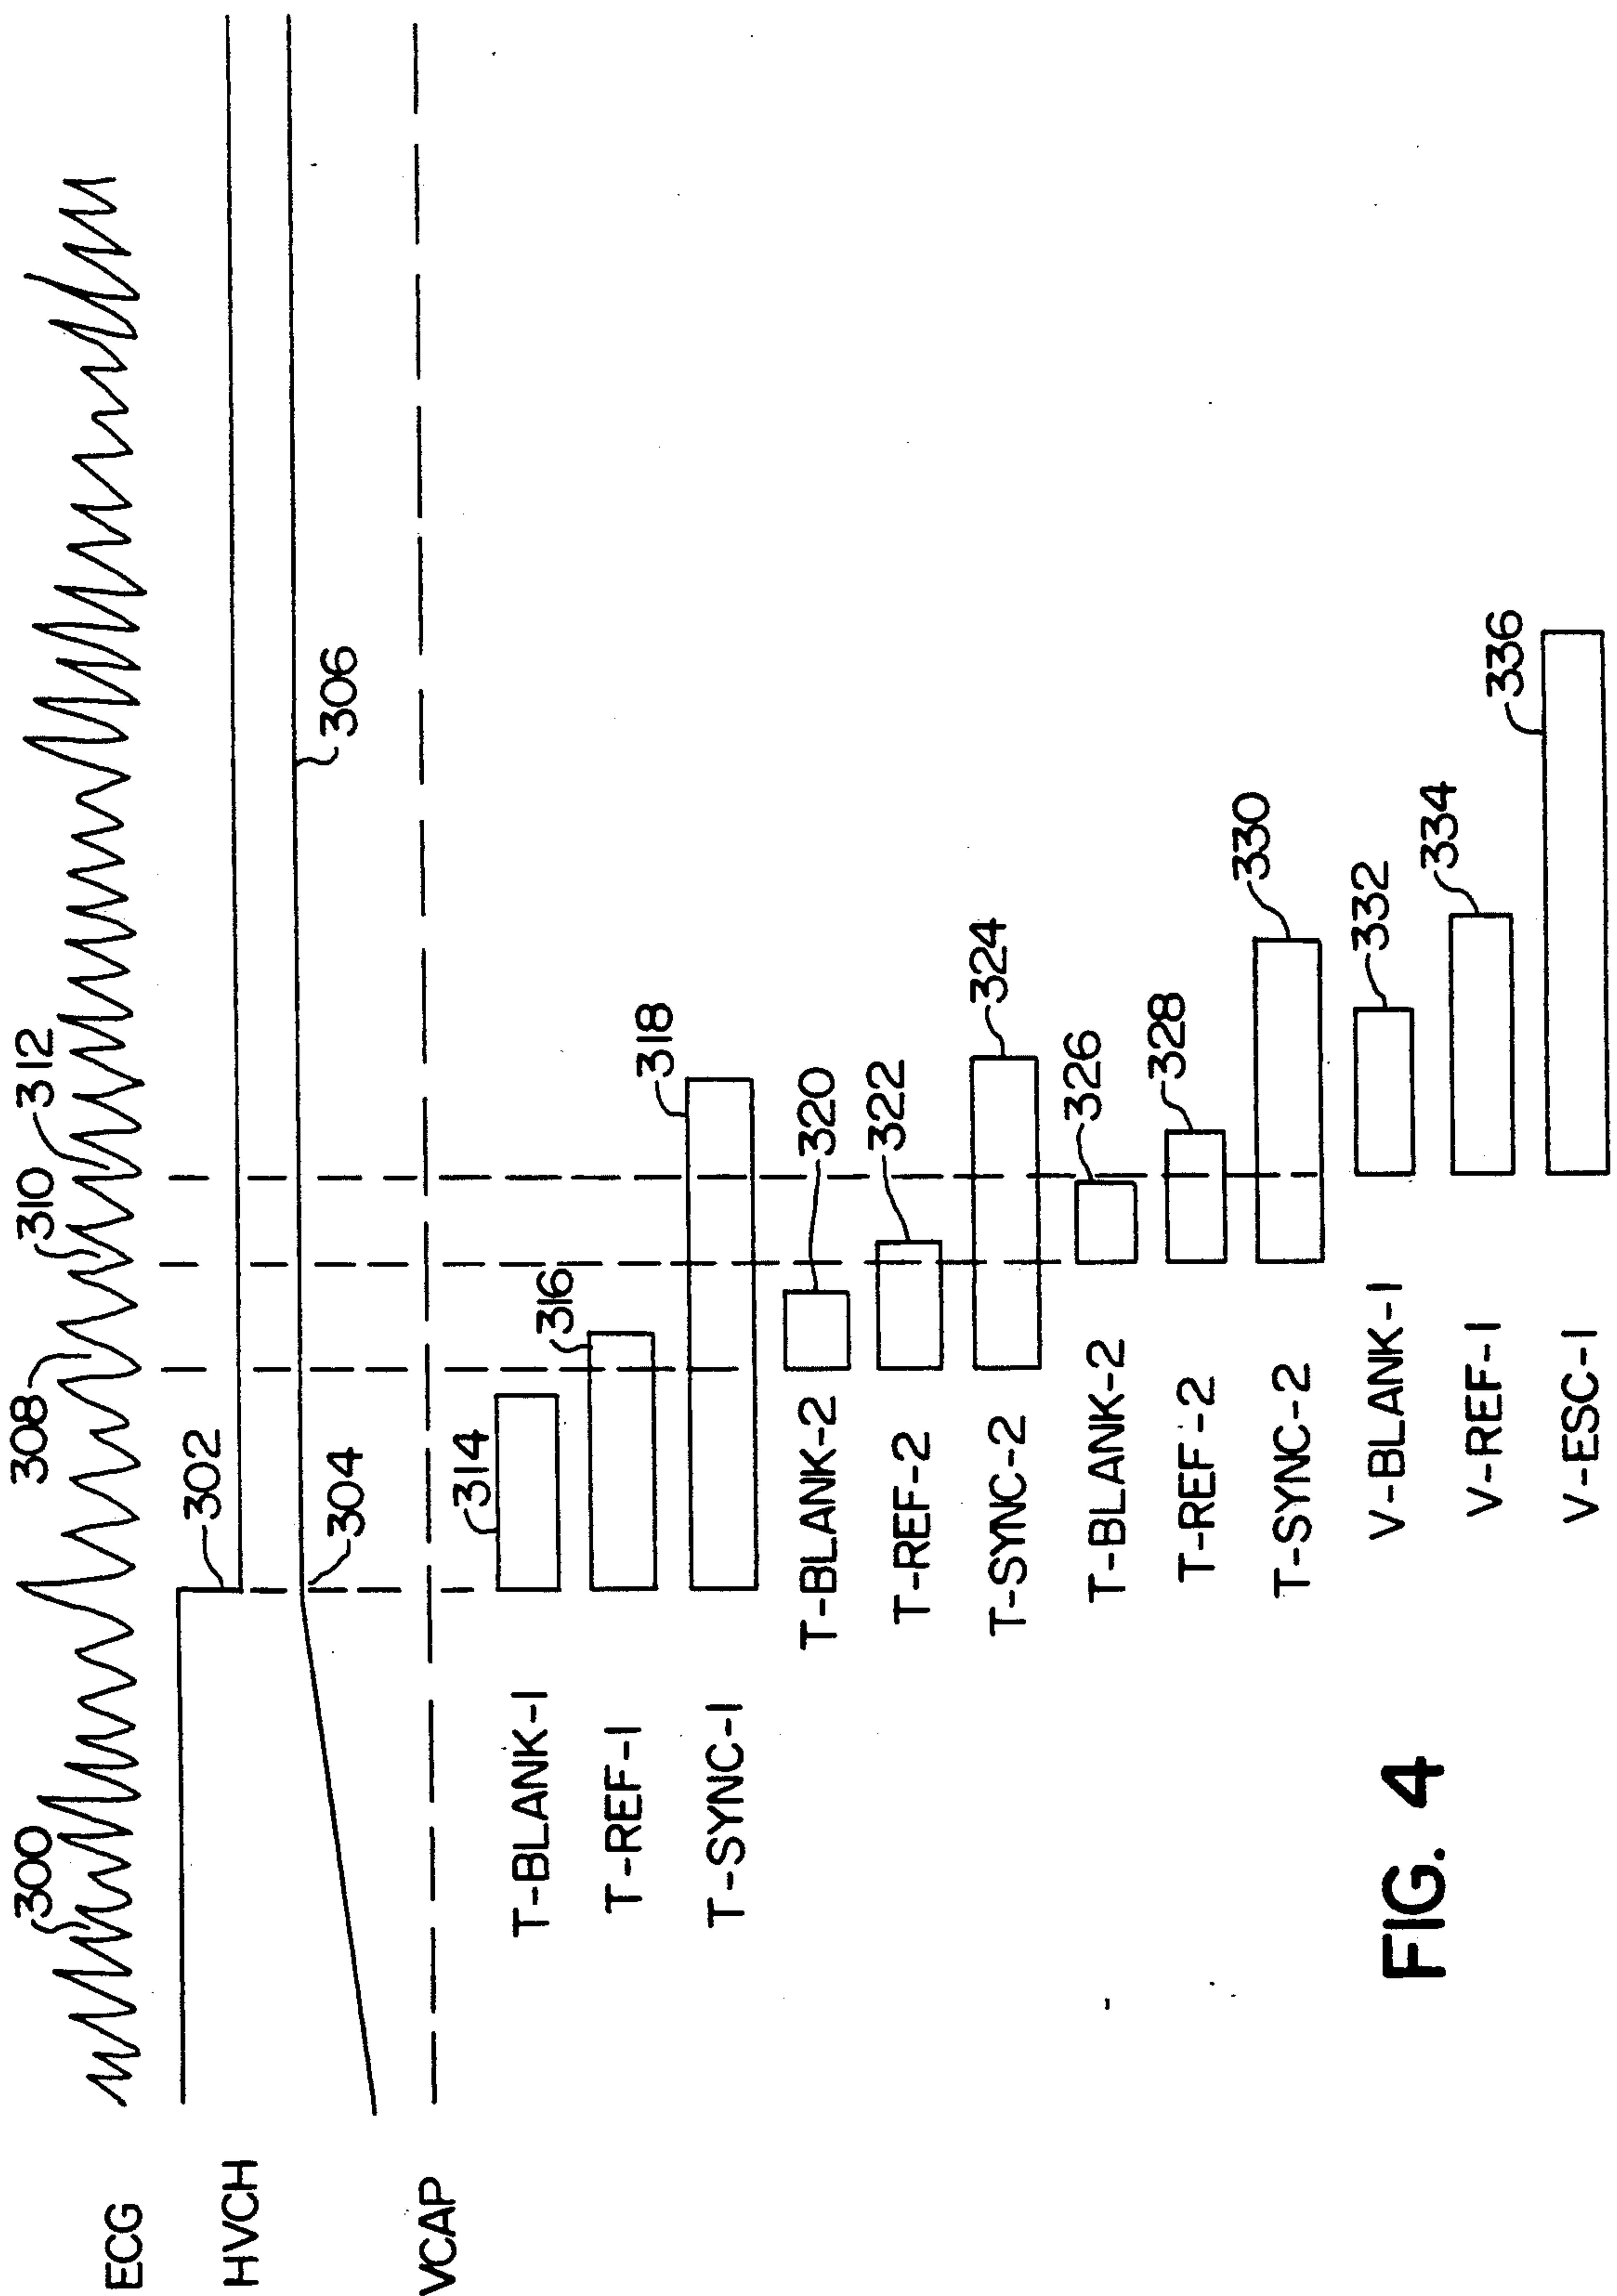 300
308
310
312
ECG
302
HVCH
304
306
VCAP
314
T-BLANK-1
316
T-REF-1
318
T-SYNC-1
320
T-BLANK-2
322
T-REF-2
324
T-SYNC-2
326
T-BLANK-2
328
T-REF-2
330
T-SYNC-2
332
V-BLANK-1
334
V-REF-1
336
V-ESC-1
FIG. 4